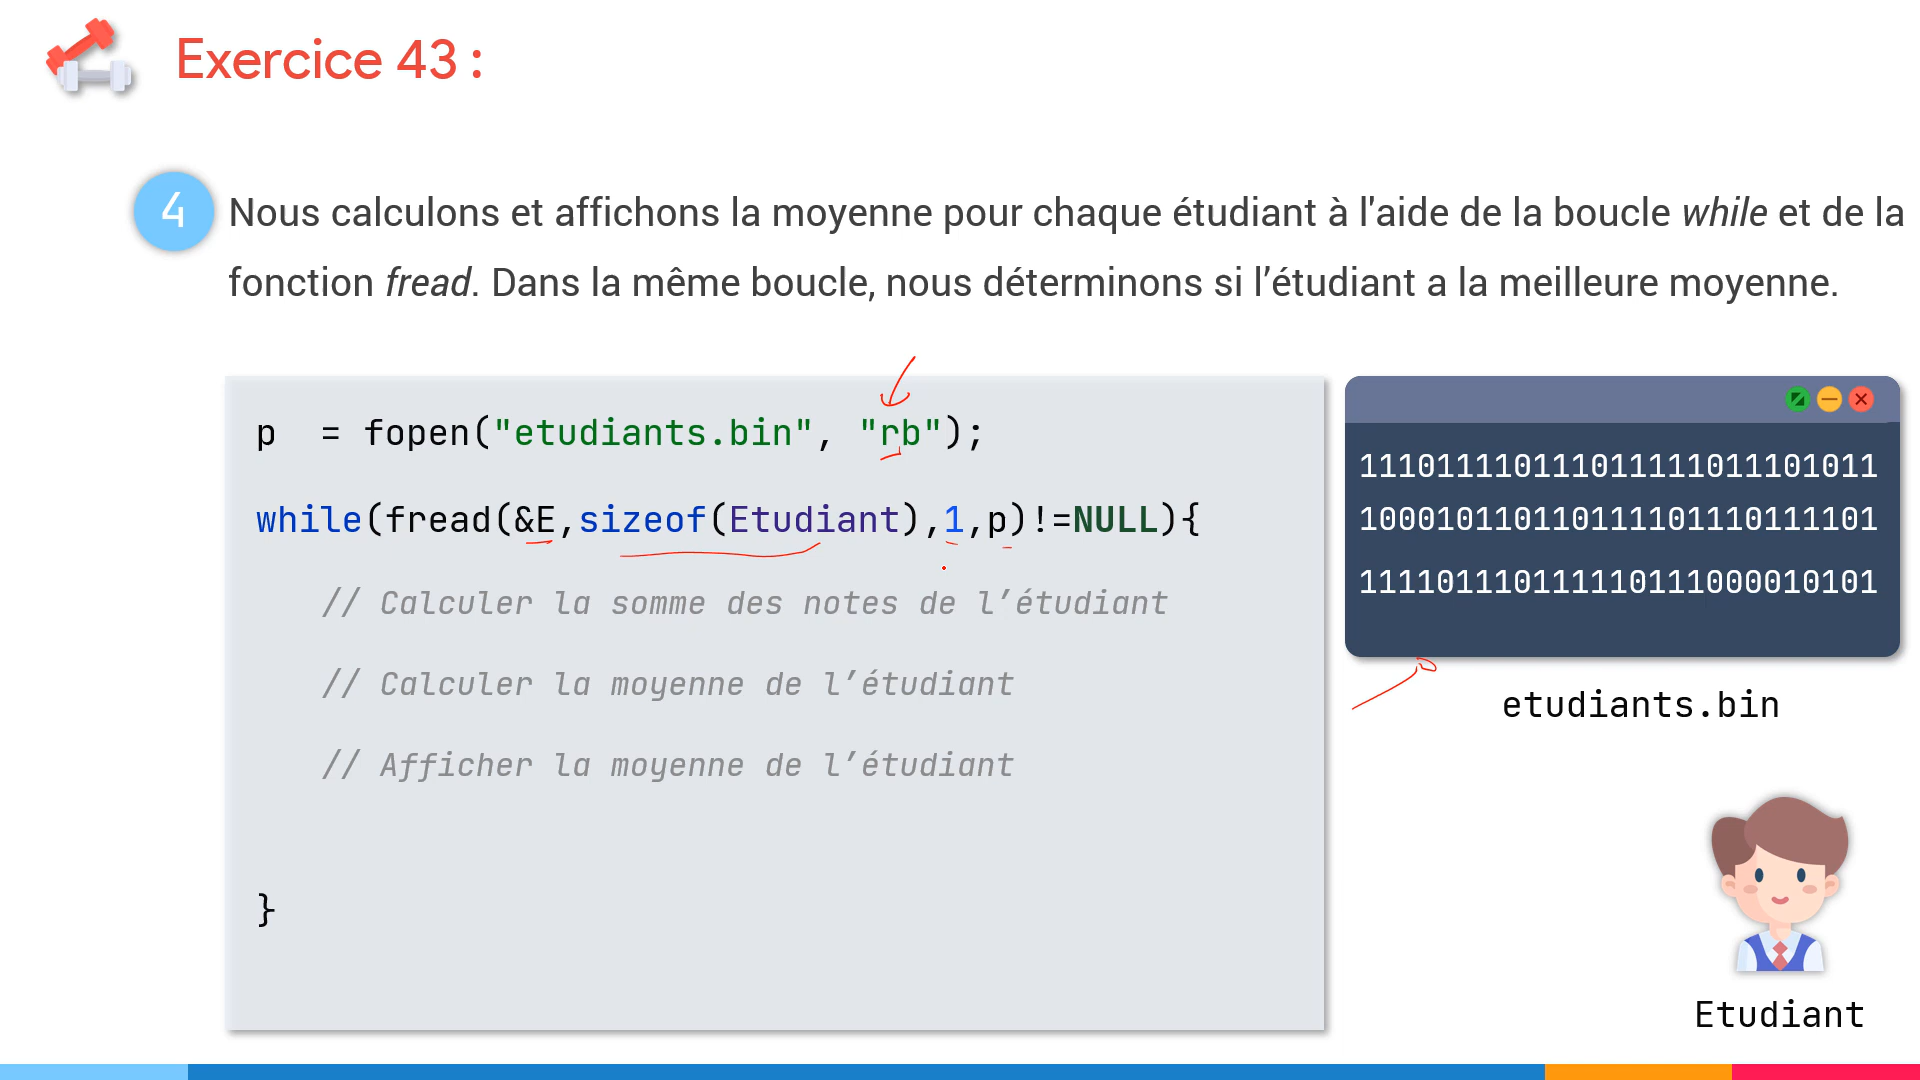 Exercice 43 :
4
Nous calculons et affichons la moyenne pour chaque étudiant à l'aide de la boucle while et de la
fonction fread. Dans la même boucle, nous déterminons si l’étudiant a la meilleure moyenne.
p  = fopen("etudiants.bin", "rb");
while(fread(&E,sizeof(Etudiant),1,p)!=NULL){
// Calculer la somme des notes de l’étudiant
// Calculer la moyenne de l’étudiant
// Afficher la moyenne de l’étudiant
}
111011110111011111011101011
100010110110111101110111101
111101110111110111000010101
etudiants.bin
Etudiant